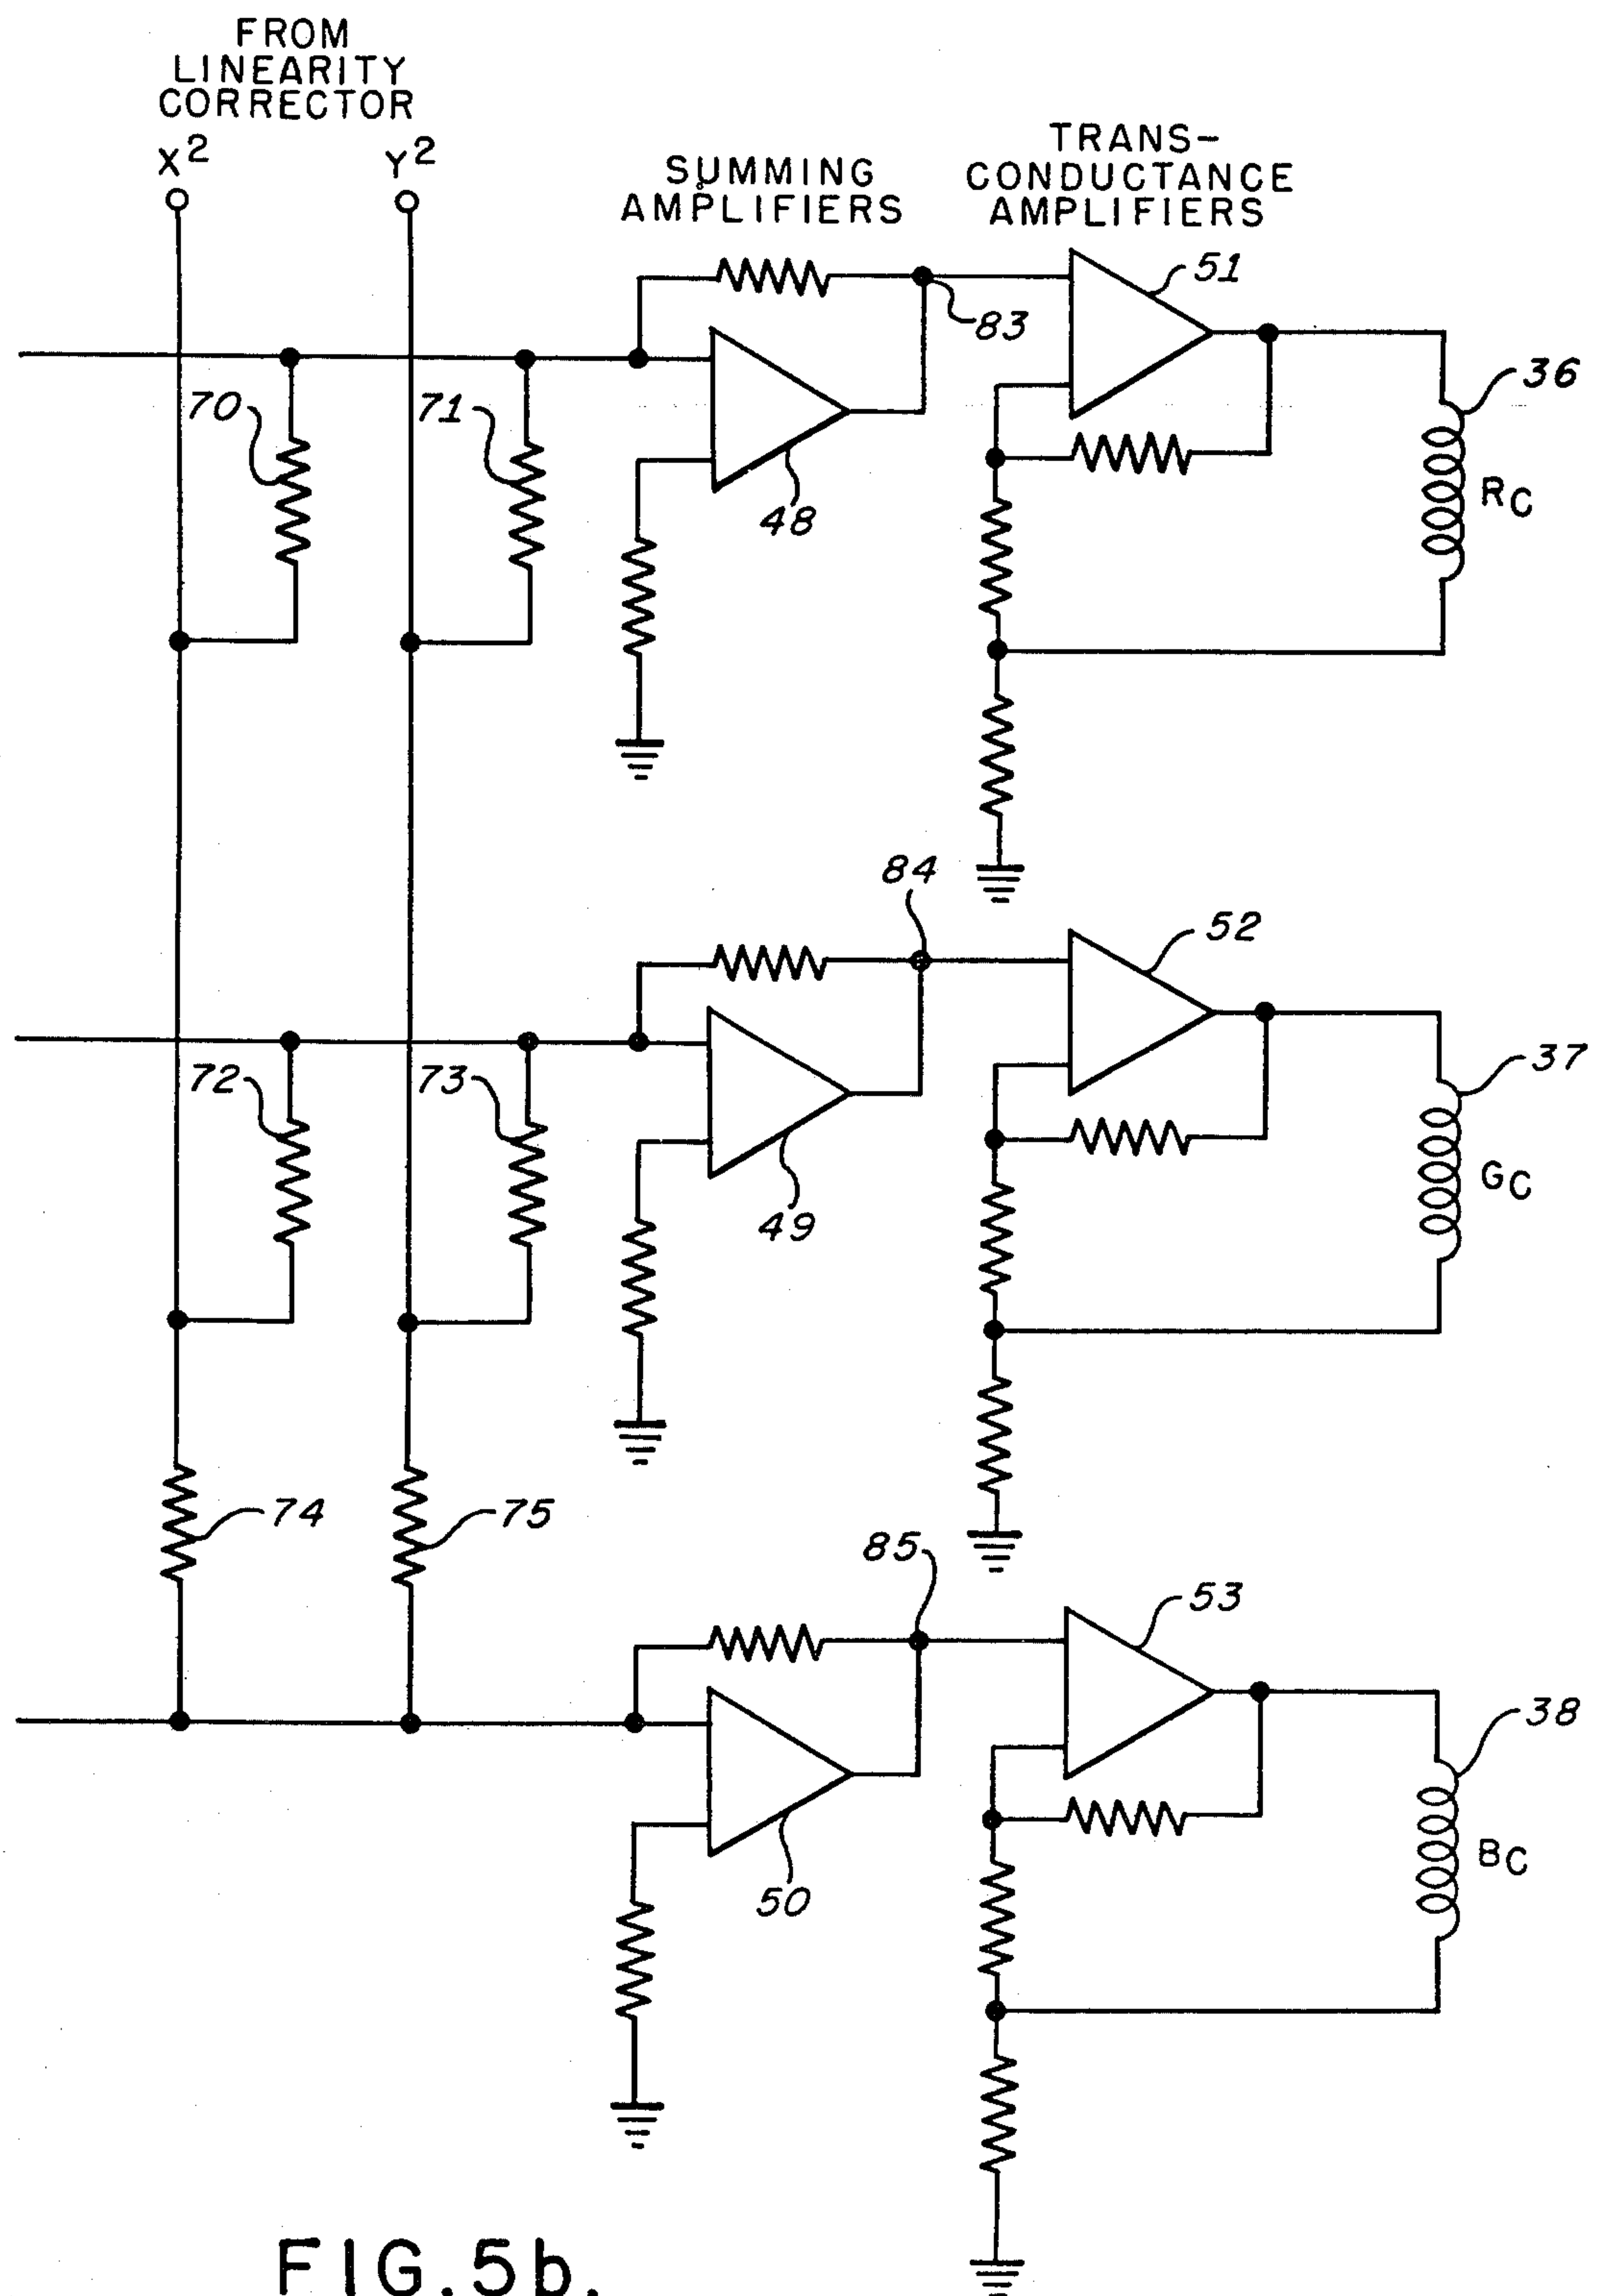 FROM
LINEARITY
CORRECTOR
X²
Y²
SUMMING
AMPLIFIERS
TRANS-
CONDUCTANCE
AMPLIFIERS
51
83
36
70
71
RC
48
84
52
37
72
73
GC
49
74
75
85
53
38
BC
50
FIG.5b.